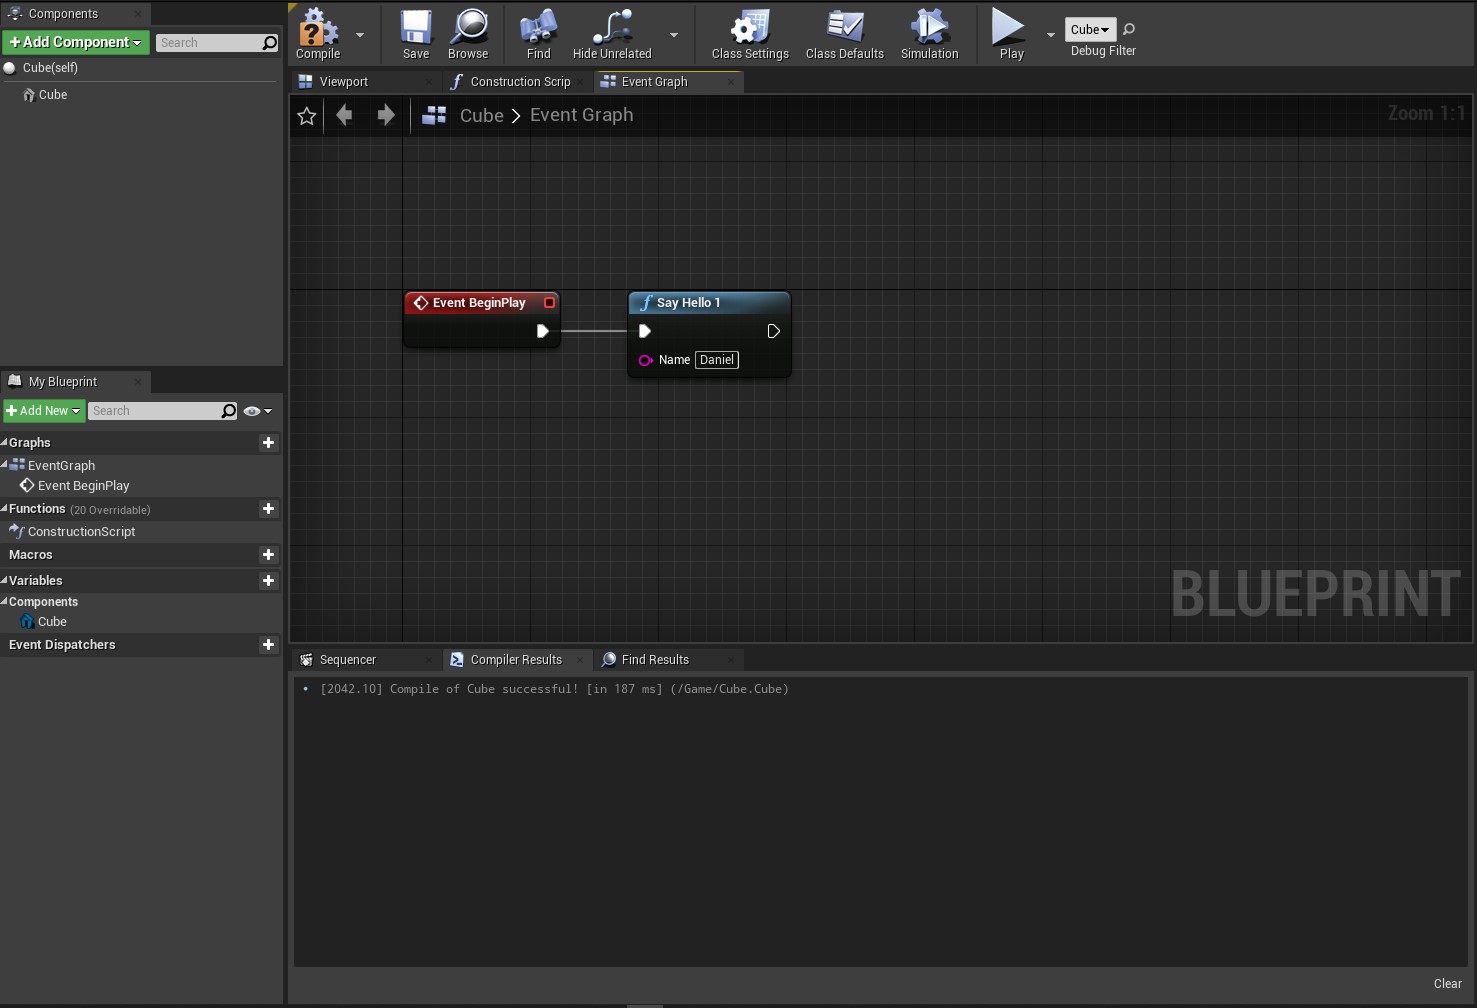 Components
Add Component
Search
Cube(self)
Cube
Compile
Save
Browse
Find
Hide Unrelated
Class Settings
Class Defaults
Simulation
Play
Cube
Debug Filter
Viewport
Construction Scrip
Event Graph
Cube > Event Graph
Zoom 1:1
Event BeginPlay
Say Hello 1
Name Daniel
BLUEPRINT
My Blueprint
Add New
Search
Graphs
EventGraph
Event BeginPlay
Functions (20 Overridable)
ConstructionScript
Macros
Variables
Components
Cube
Event Dispatchers
Sequencer
Compiler Results
Find Results
[2042.10] Compile of Cube successful! [in 187 ms] (/Game/Cube.Cube)
Clear